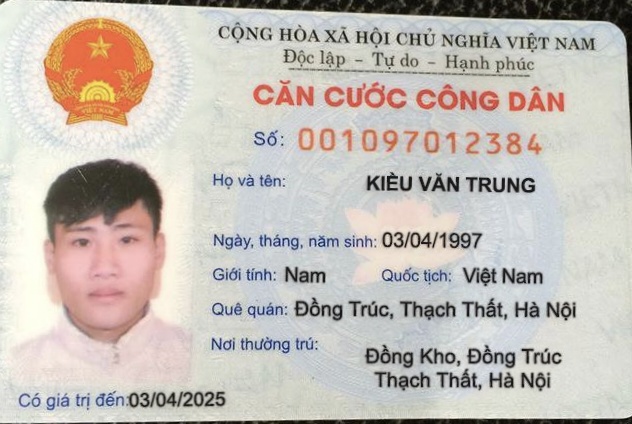 CỘNG HÒA XÃ HỘI CHỦ NGHĨA VIỆT NAM
Độc lập - Tự do - Hạnh phúc
CĂN CƯỚC CÔNG DÂN
Số: 001097012384
Họ và tên: KIỀU VĂN TRUNG
Ngày, tháng, năm sinh: 03/04/1997
Giới tính: Nam Quốc tịch: Việt Nam
Quê quán: Đồng Trúc, Thạch Thất, Hà Nội
Nơi thường trú: Đồng Kho, Đồng Trúc
Thạch Thất, Hà Nội
Có giá trị đến: 03/04/2025